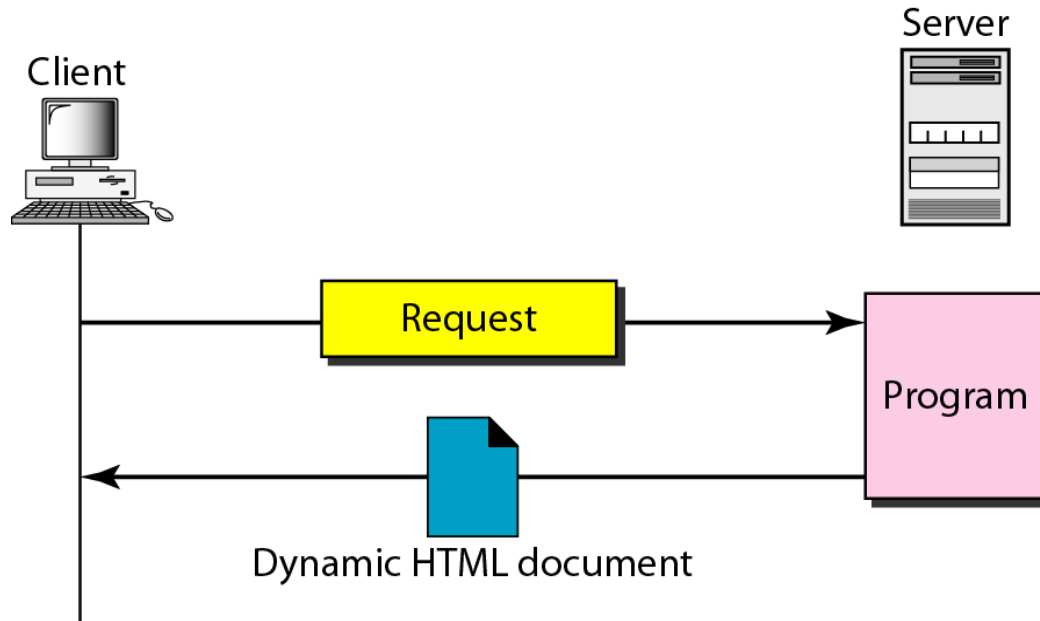 Server
Client
Request
Program
Dynamic HTML document